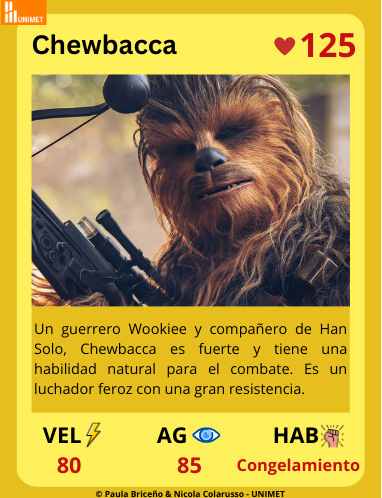 UNIMET
Chewbacca
125
Un guerrero Wookiee y compañero de Han
Solo, Chewbacca es fuerte y tiene una
habilidad natural para el combate. Es un
luchador feroz con una gran resistencia.
VEL AG HAB
80 85 Congelamiento
© Paula Briceño & Nicola Colarusso - UNIMET